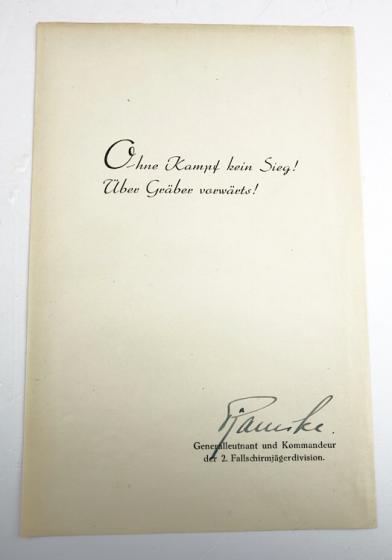 Ohne Kampf kein Sieg!
Über Gräber vorwärts!
Ramcke.
Generalleutnant und Kommandeur
der 2. Fallschirmjägerdivision.